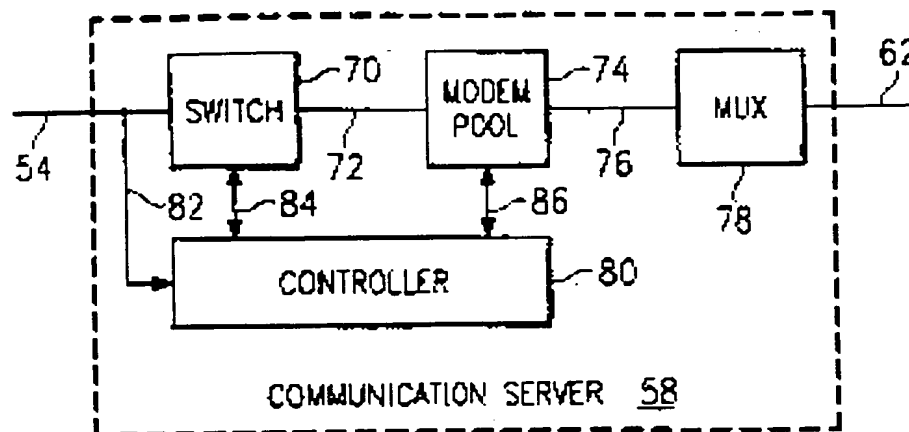 70
74
62
SWITCH
MODEM
POOL
MUX
54
72
76
78
82
84
86
CONTROLLER
80
COMMUNICATION SERVER 58